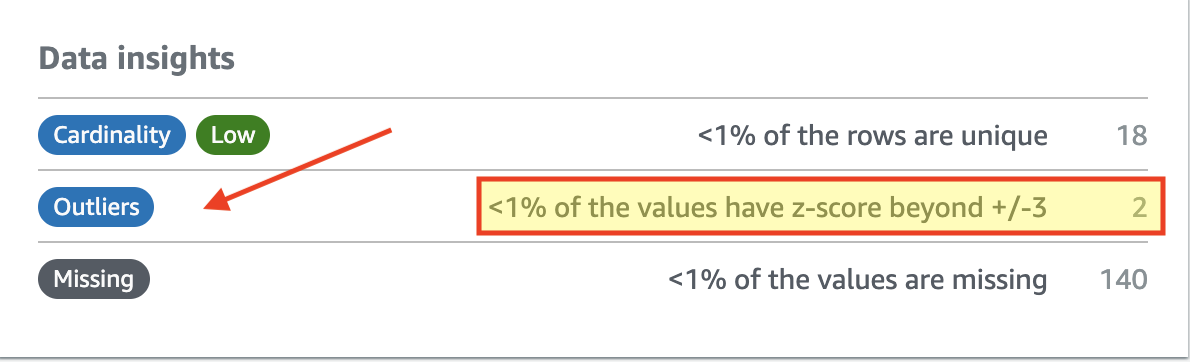 Data insights
Cardinality Low <1% of the rows are unique 18
Outliers <1% of the values have z-score beyond +/-3 2
Missing <1% of the values are missing 140